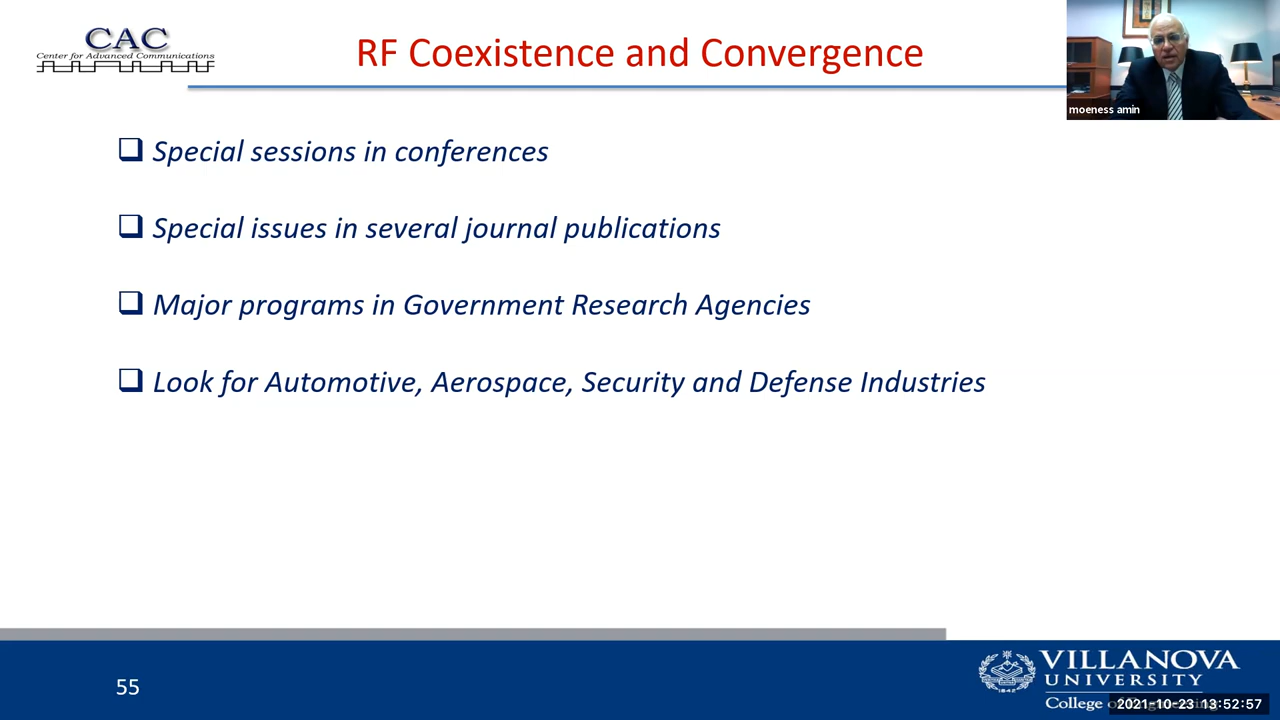 CAC
Center for Advanced Communications
RF Coexistence and Convergence
moeness amin
Special sessions in conferences
Special issues in several journal publications
Major programs in Government Research Agencies
Look for Automotive, Aerospace, Security and Defense Industries
55
VILLANOVA
UNIVERSITY
1842
College
2021-10-23 13:52:57